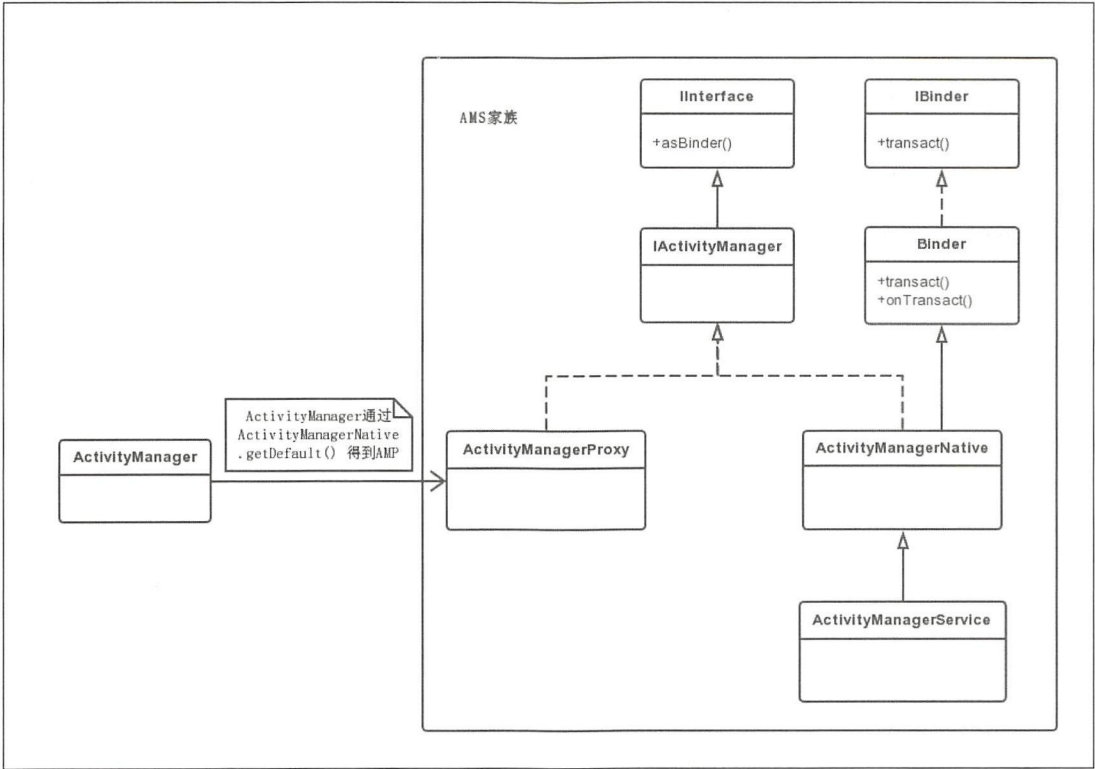 AMS家族
IInterface
+asBinder()
IBinder
+transact()
IActivityManager
Binder
+transact()
+onTransact()
ActivityManager
ActivityManager通过
ActivityManagerNative
.getDefault() 得到AMP
ActivityManagerProxy
ActivityManagerNative
ActivityManagerService